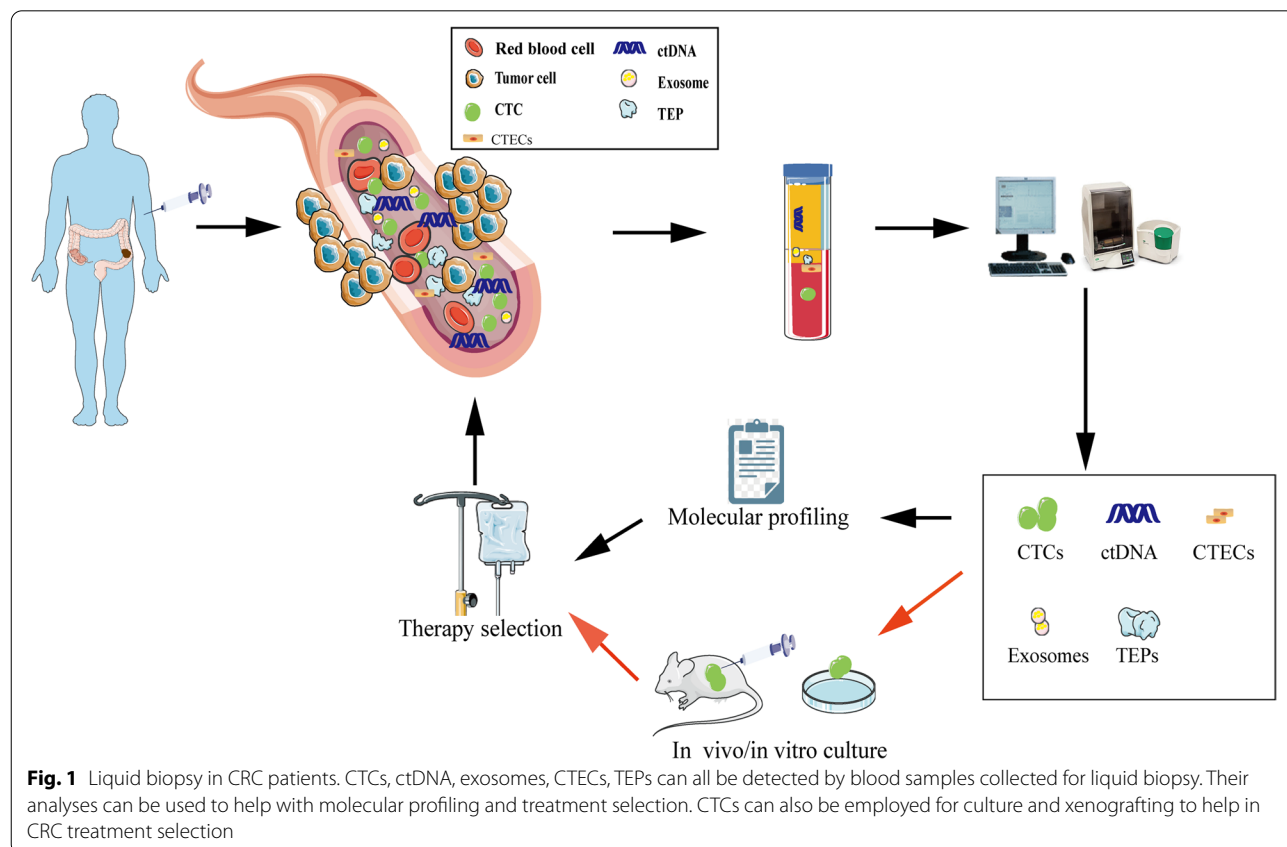 Red blood cell
ctDNA
Tumor cell
Exosome
CTC
TEP
CTECs
Molecular profiling
CTCs
ctDNA
CTECs
Therapy selection
Exosomes
TEPs
In vivo/in vitro culture
Fig. 1 Liquid biopsy in CRC patients. CTCs, ctDNA, exosomes, CTECs, TEPs can all be detected by blood samples collected for liquid biopsy. Their
analyses can be used to help with molecular profiling and treatment selection. CTCs can also be employed for culture and xenografting to help in
CRC treatment selection